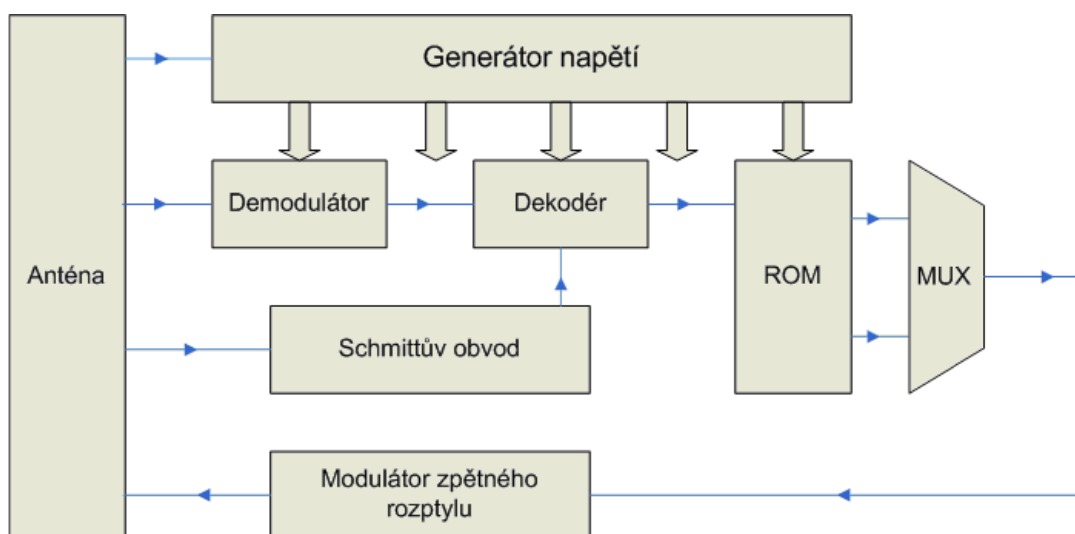 Generátor napětí
Demodulátor
Dekodér
Anténa
ROM
MUX
Schmittův obvod
Modulátor zpětného
rozptylu